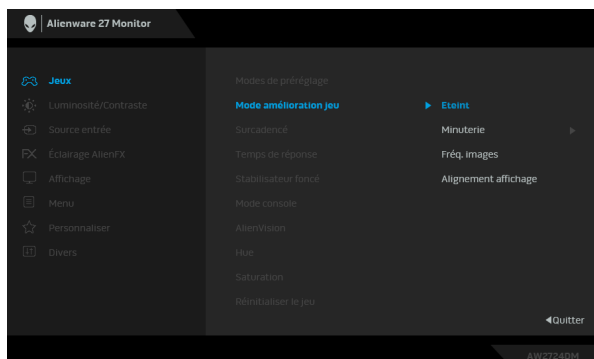 Alienware 27 Monitor
Jeux
Luminosité/Contraste
Source entrée
FX Éclairage AlienFX
Affichage
Menu
Personnaliser
Divers
Modes de préréglage
Mode amélioration jeu
Surcadencé
Temps de réponse
Stabilisateur foncé
Mode console
AlienVision
Hue
Saturation
Réinitialiser le jeu
Eteint
Minuterie
Fréq. images
Alignement affichage
Quitter
AW2724DM